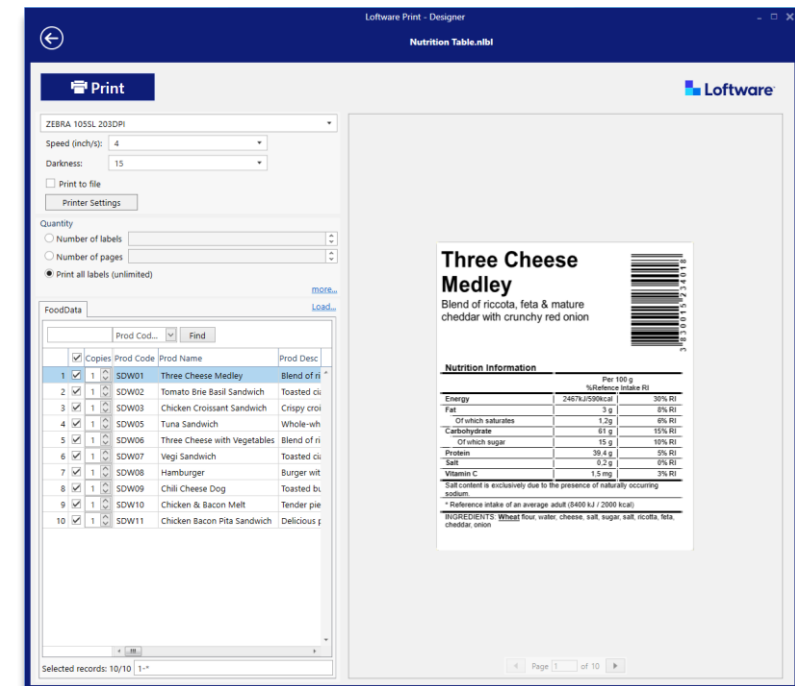 Loftware Print - Designer
Nutrition Table.nlbl
Print
Loftware
ZEBRA 105SL 203DPI
Speed (inch/s): 4
Darkness: 15
Print to file
Printer Settings
Quantity
Number of labels
Number of pages
Print all labels (unlimited)
more...
FoodData
Load...
Prod Cod... Find
Copies Prod Code Prod Name Prod Desc
1 1 SDW01 Three Cheese Medley Blend of ri
2 1 SDW02 Tomato Brie Basil Sandwich Toasted cia
3 1 SDW03 Chicken Croissant Sandwich Crispy croi
4 1 SDW05 Tuna Sandwich Whole-wh
5 1 SDW06 Three Cheese with Vegetables Blend of ri
6 1 SDW07 Vegi Sandwich Toasted cia
7 1 SDW08 Hamburger Burger wit
8 1 SDW09 Chili Cheese Dog Toasted bu
9 1 SDW10 Chicken & Bacon Melt Tender pie
10 1 SDW11 Chicken Bacon Pita Sandwich Delicious p
Selected records: 10/10 1-*
Three Cheese
Medley
Blend of riccota, feta & mature
cheddar with crunchy red onion
3830015234018
Nutrition Information
Per 100 g
%Refence Intake RI
Energy 2467kJ/590kcal 30% RI
Fat 3 g 8% RI
Of which saturates 1,2g 6% RI
Carbohydrate 61 g 15% RI
Of which sugar 15 g 10% RI
Protein 39,4 g 5% RI
Salt 0,2 g 0% RI
Vitamin C 1,5 mg 3% RI
Salt content is exclusively due to the presence of naturally occurring
sodium.
* Reference intake of an average adult (8400 kJ / 2000 kcal)
INGREDIENTS: Wheat flour, water, cheese, salt, sugar, salt, ricotta, feta,
cheddar, onion
Page 1 of 10